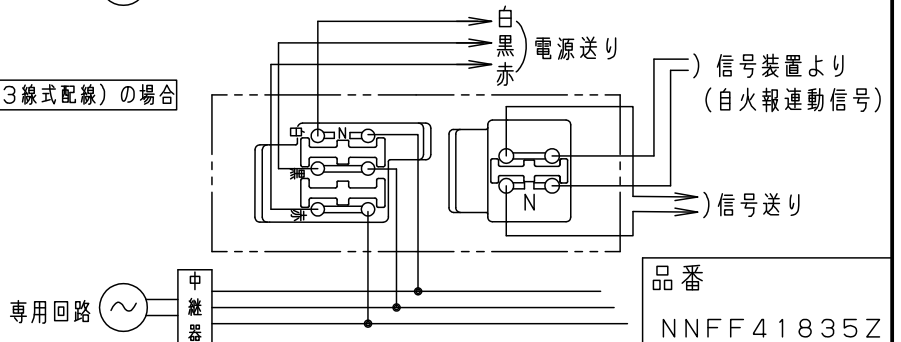 白
黒
赤
電源送り
3線式配線)の場合
信号装置より
(自火報連動信号)
白
N
黒
赤
N
信号送り
専用回路
中継器
品番
NNFF41835Z